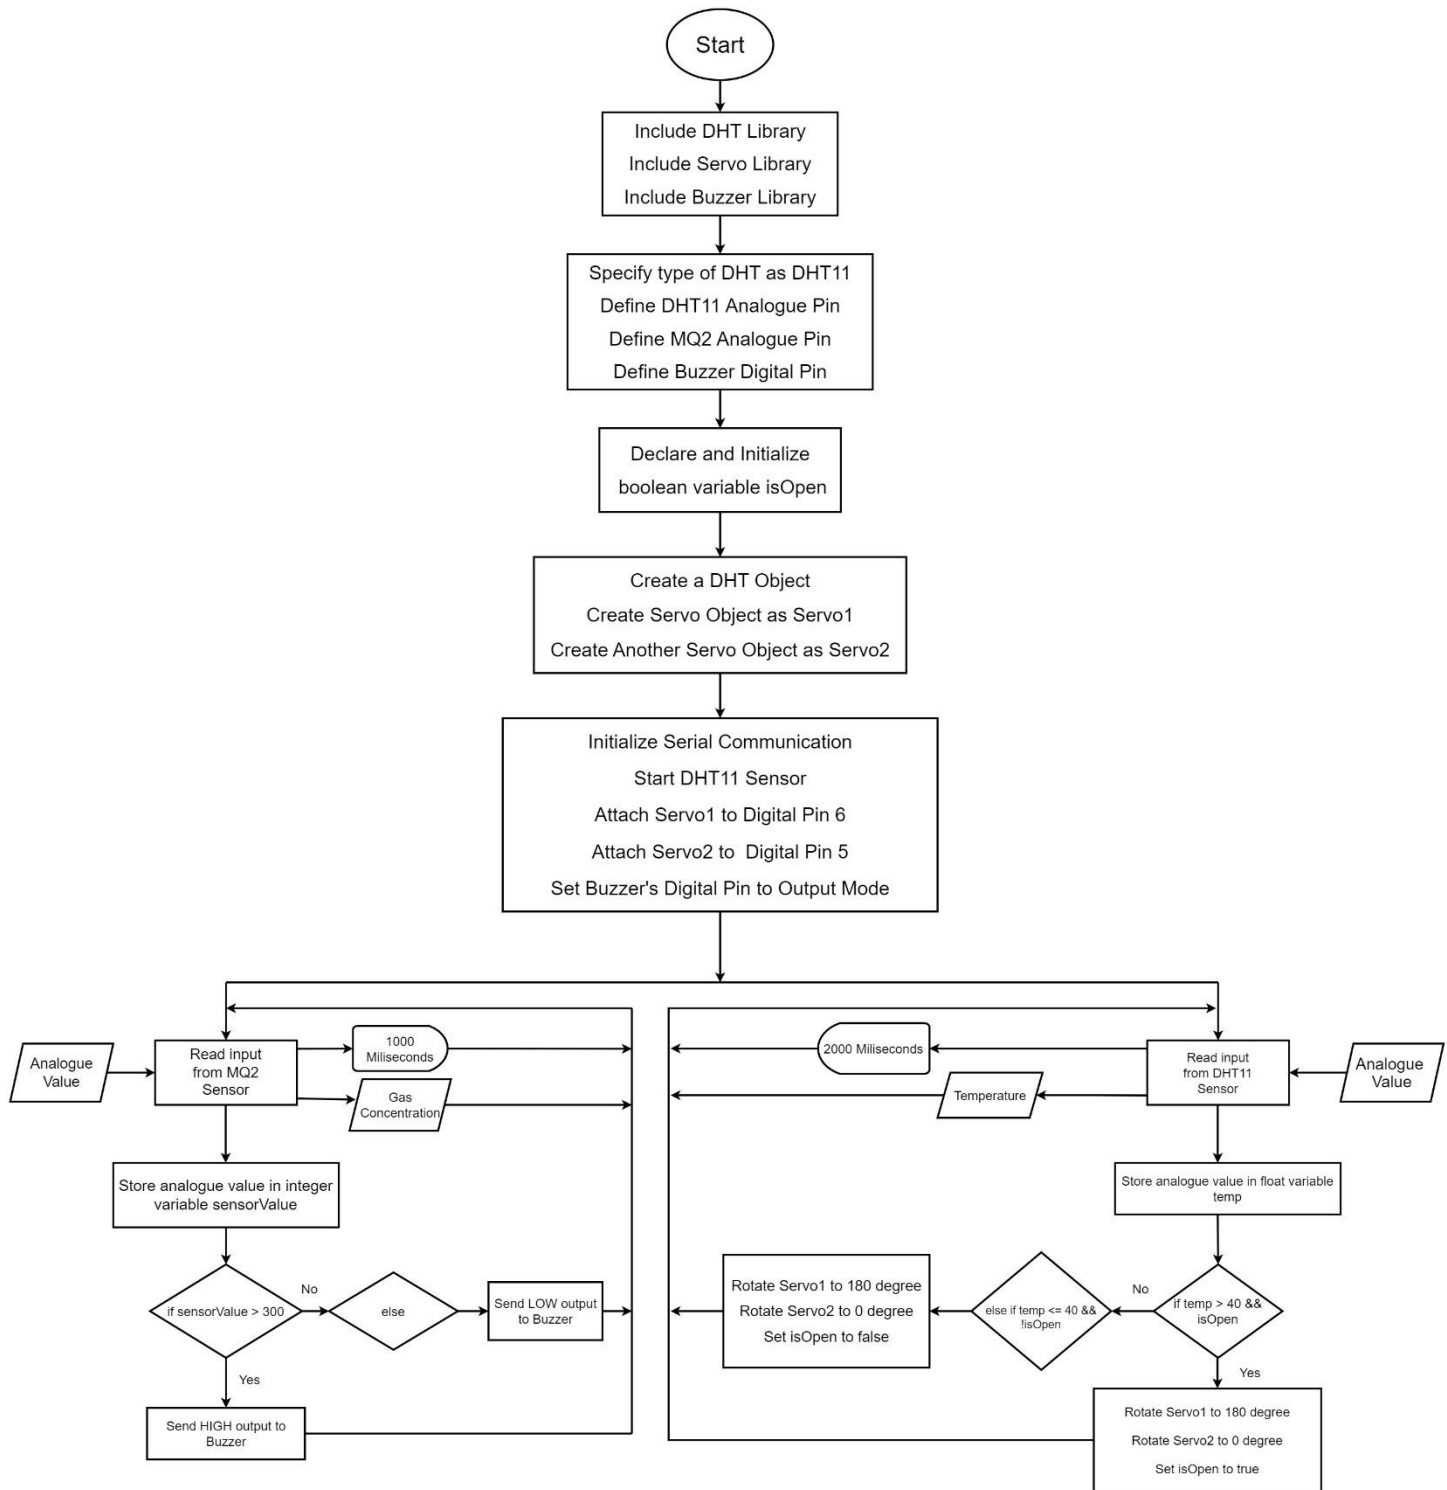 Start
Include DHT Library
Include Servo Library
Include Buzzer Library
Specify type of DHT as DHT11
Define DHT11 Analogue Pin
Define MQ2 Analogue Pin
Define Buzzer Digital Pin
Declare and Initialize
boolean variable isOpen
Create a DHT Object
Create Servo Object as Servo1
Create Another Servo Object as Servo2
Initialize Serial Communication
Start DHT11 Sensor
Attach Servo1 to Digital Pin 6
Attach Servo2 to Digital Pin 5
Set Buzzer's Digital Pin to Output Mode
Analogue
Value
Read input
from MQ2
Sensor
1000
Miliseconds
Gas
Concentration
Store analogue value in integer
variable sensorValue
if sensorValue > 300
No
else
Send LOW output
to Buzzer
Yes
Send HIGH output to
Buzzer
2000 Miliseconds
Temperature
Read input
from DHT11
Sensor
Analogue
Value
Store analogue value in float variable
temp
if temp > 40 &&
isOpen
No
else if temp <= 40 &&
!isOpen
Rotate Servo1 to 180 degree
Rotate Servo2 to 0 degree
Set isOpen to false
Yes
Rotate Servo1 to 180 degree
Rotate Servo2 to 0 degree
Set isOpen to true